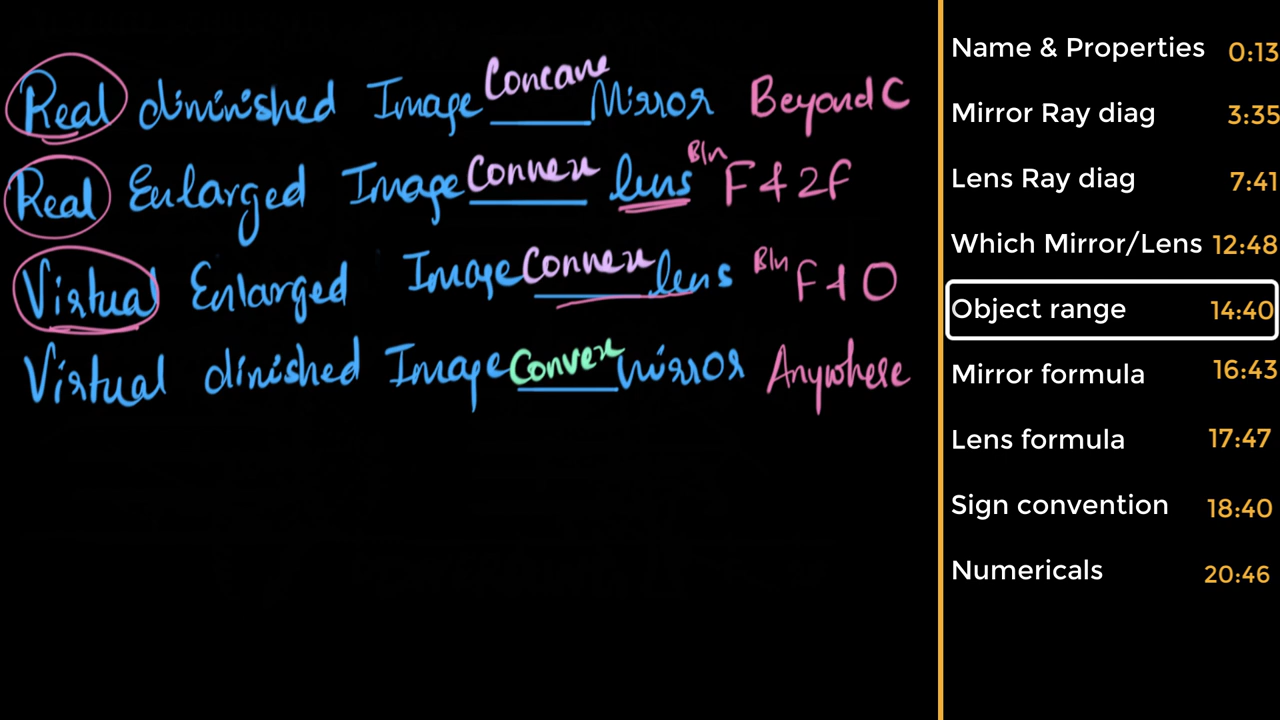 Real diminished Image Concave Mirror Beyond C
Real Enlarged Image Convex lens B/n F & 2F
Virtual Enlarged Image Convex lens B/n F & O
Virtual diminished Image Convex mirror Anywhere
Name & Properties 0:13
Mirror Ray diag 3:35
Lens Ray diag 7:41
Which Mirror/Lens 12:48
Object range 14:40
Mirror formula 16:43
Lens formula 17:47
Sign convention 18:40
Numericals 20:46